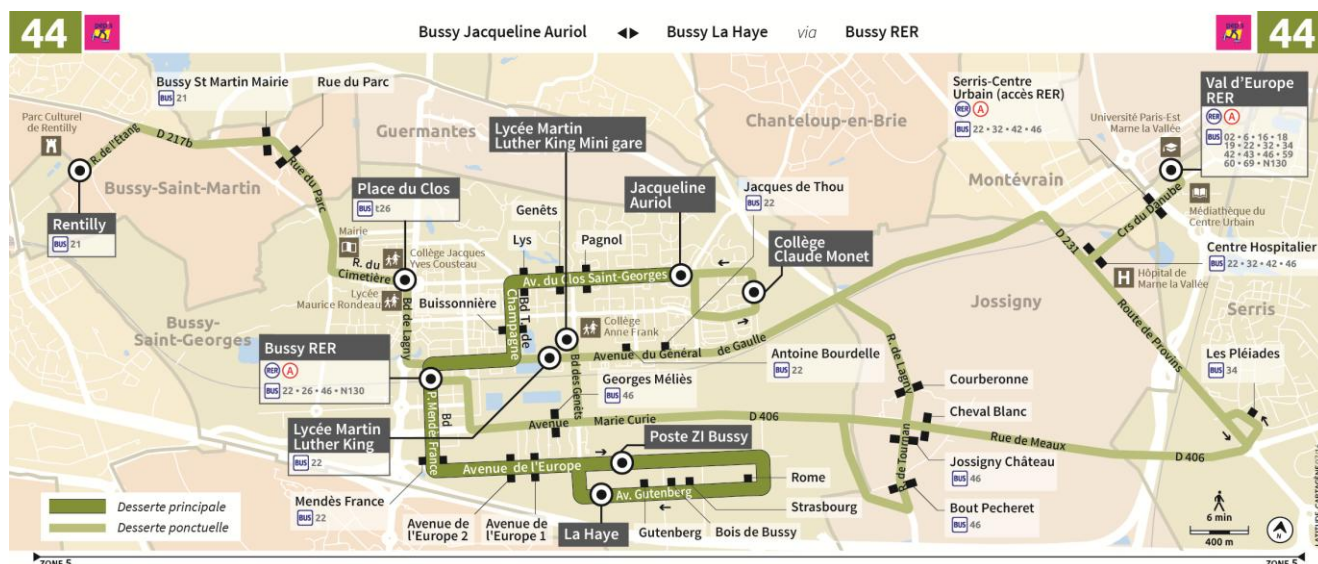 44
pep's
Bussy Jacqueline Auriol ◄► Bussy La Haye via Bussy RER
pep's
44
Bussy St Martin Mairie
BUS 21
Rue du Parc
Parc Culturel
de Rentilly
R. de l'Étang
D 217b
Rue du Parc
Bussy-Saint-Martin
Rentilly
BUS 21
Guermantes
Place du Clos
BUS t26
Mairie
R. du
Cimetière
Collège Jacques
Yves Cousteau
Lycée
Maurice Rondeau
Bd de Lagny
Bussy-
Saint-Georges
Lycée Martin
Luther King Mini gare
Genêts
Lys
Pagnol
Buissonnière
Av. du Clos Saint-Georges
Bd T. de
Champagne
Jacqueline
Auriol
Jacques de Thou
BUS 22
Collège
Claude Monet
Chanteloup-en-Brie
Montévrain
Serris-Centre
Urbain (accès RER)
RER A
BUS 22 • 32 • 42 • 46
Université Paris-Est
Marne la Vallée
Val d'Europe
RER
RER A
BUS 02 • 6 • 16 • 18
19 • 22 • 32 • 34
42 • 43 • 46 • 59
60 • 69 • N130
Crs du Danube
Médiathèque du
Centre Urbain
D 231
Centre Hospitalier
BUS 22 • 32 • 42 • 46
H
Hôpital de
Marne la Vallée
Jossigny
Serris
Route de Provins
Les Pléiades
BUS 34
Bussy RER
RER A
BUS 22 • 26 • 46 • N130
Collège
Anne Frank
Avenue du Général de Gaulle
Bd des Genêts
Antoine Bourdelle
BUS 22
Georges Méliès
BUS 46
R. de Lagny
Courberonne
Cheval Blanc
Bd
P. Mendès France
Lycée Martin
Luther King
BUS 22
Avenue Marie Curie
D 406
Rue de Meaux
D 406
Poste ZI Bussy
Avenue de l'Europe
R. de Tournan
Jossigny Château
BUS 46
Rome
Av. Gutenberg
Mendès France
BUS 22
Strasbourg
Bout Pecheret
BUS 46
Avenue de
l'Europe 2
Avenue de
l'Europe 1
La Haye
Gutenberg
Bois de Bussy
Desserte principale
Desserte ponctuelle
6 min
400 m
N
ZONE 5
ZONE 5